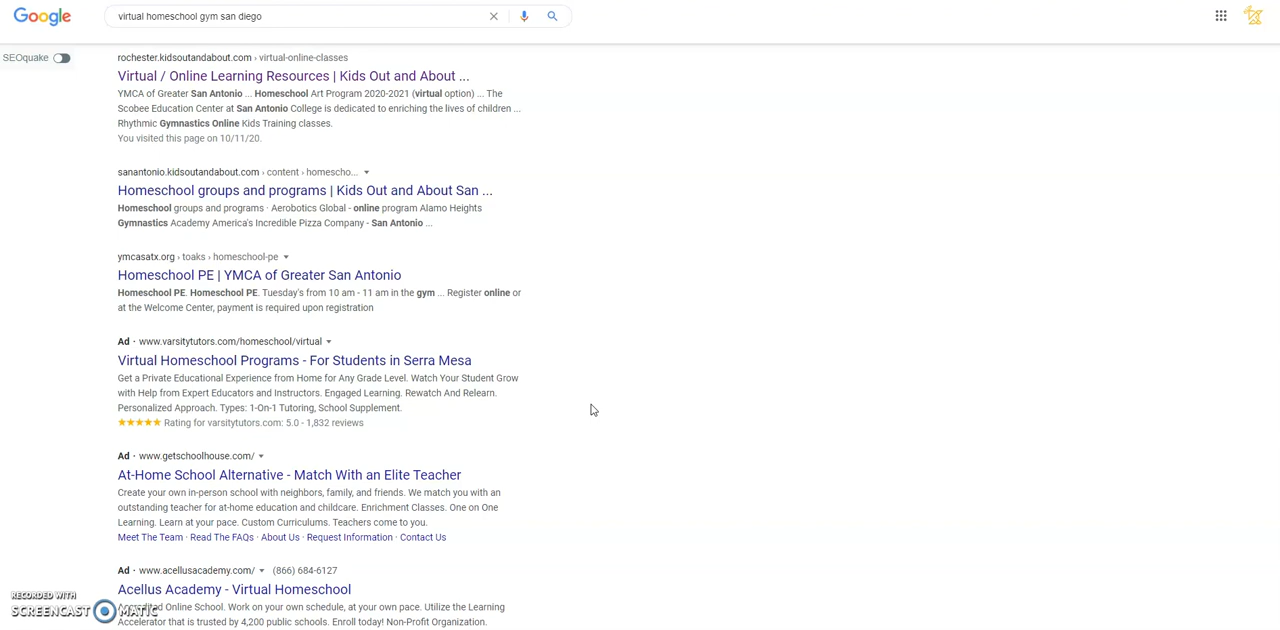 Google
virtual homeschool gym san diego
SEOquake
rochester.kidsoutandabout.com › virtual-online-classes
Virtual / Online Learning Resources | Kids Out and About ...
YMCA of Greater San Antonio ... Homeschool Art Program 2020-2021 (virtual option) ... The
Scobee Education Center at San Antonio College is dedicated to enriching the lives of children ...
Rhythmic Gymnastics Online Kids Training classes.
You visited this page on 10/11/20.
sanantonio.kidsoutandabout.com › content › homescho...
Homeschool groups and programs | Kids Out and About San ...
Homeschool groups and programs · Aerobotics Global - online program Alamo Heights
Gymnastics Academy America's Incredible Pizza Company - San Antonio ...
ymcasatx.org › toaks › homeschool-pe
Homeschool PE | YMCA of Greater San Antonio
Homeschool PE. Homeschool PE. Tuesday's from 10 am - 11 am in the gym ... Register online or
at the Welcome Center, payment is required upon registration
Ad · www.varsitytutors.com/homeschool/virtual
Virtual Homeschool Programs - For Students in Serra Mesa
Get a Private Educational Experience from Home for Any Grade Level. Watch Your Student Grow
with Help from Expert Educators and Instructors. Engaged Learning. Rewatch And Relearn.
Personalized Approach. Types: 1-On-1 Tutoring, School Supplement.
Rating for varsitytutors.com: 5.0 - 1,832 reviews
Ad · www.getschoolhouse.com/
At-Home School Alternative - Match With an Elite Teacher
Create your own in-person school with neighbors, family, and friends. We match you with an
outstanding teacher for at-home education and childcare. Enrichment Classes. One on One
Learning. Learn at your pace. Custom Curriculums. Teachers come to you.
Meet The Team · Read The FAQs · About Us · Request Information · Contact Us
Ad · www.acellusacademy.com/ (866) 684-6127
Acellus Academy - Virtual Homeschool
Accredited Online School. Work on your own schedule, at your own pace. Utilize the Learning
Accelerator that is trusted by 4,200 public schools. Enroll today! Non-Profit Organization.
RECORDED WITH
SCREENCAST MATIC